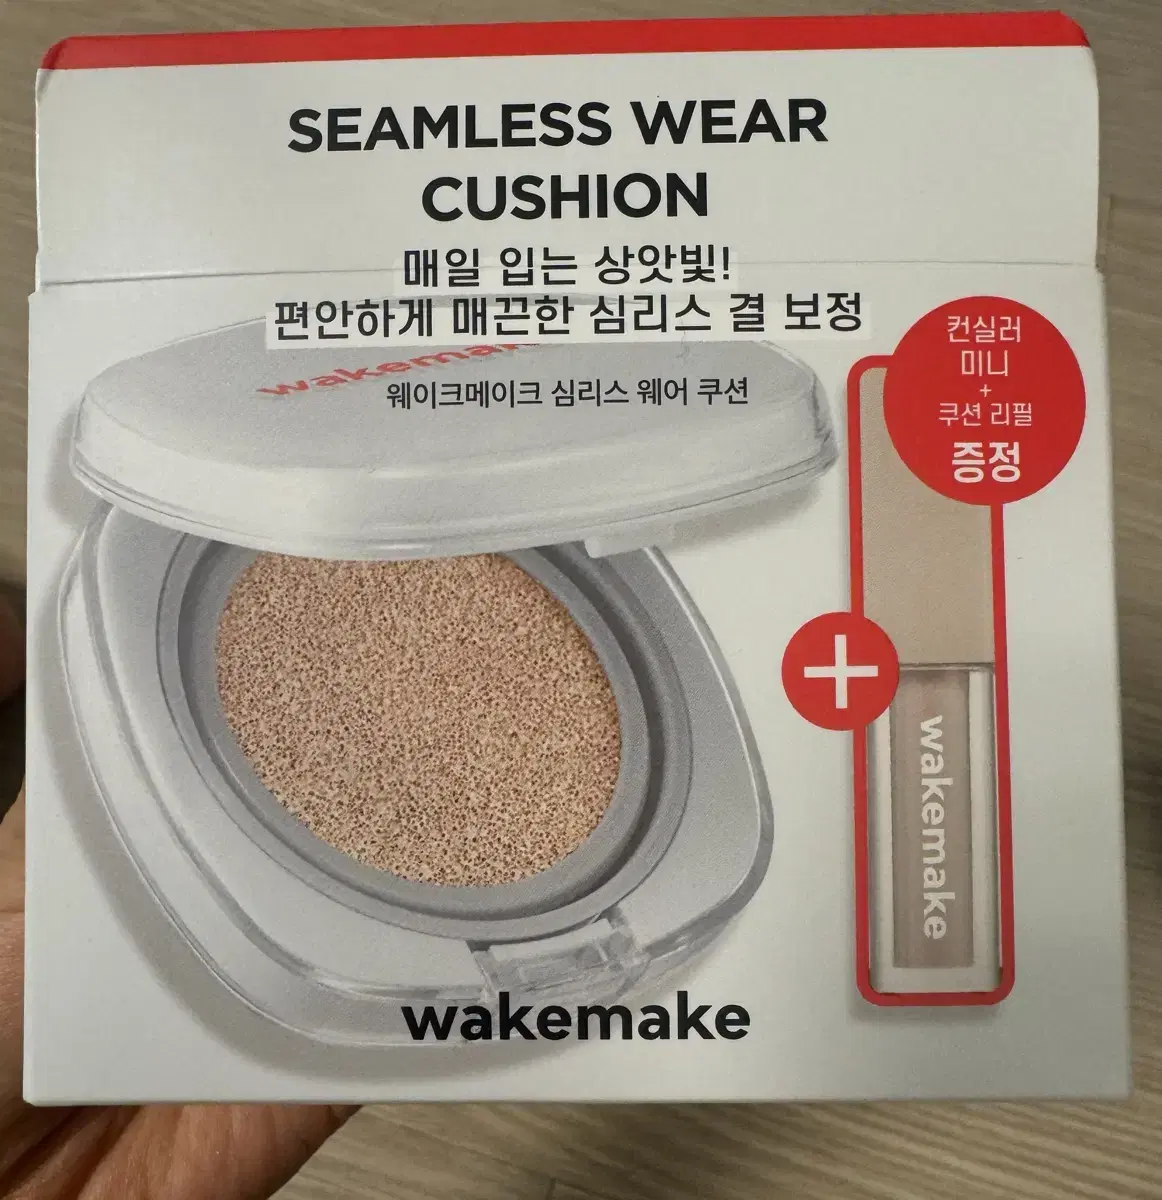 SEAMLESS WEAR
CUSHION
매일 입는 상앗빛!
편안하게 매끈한 심리스 결 보정
wakemake
웨이크메이크 심리스 웨어 쿠션
컨실러
미니
+
쿠션 리필
증정
+
wakemake
wakemake